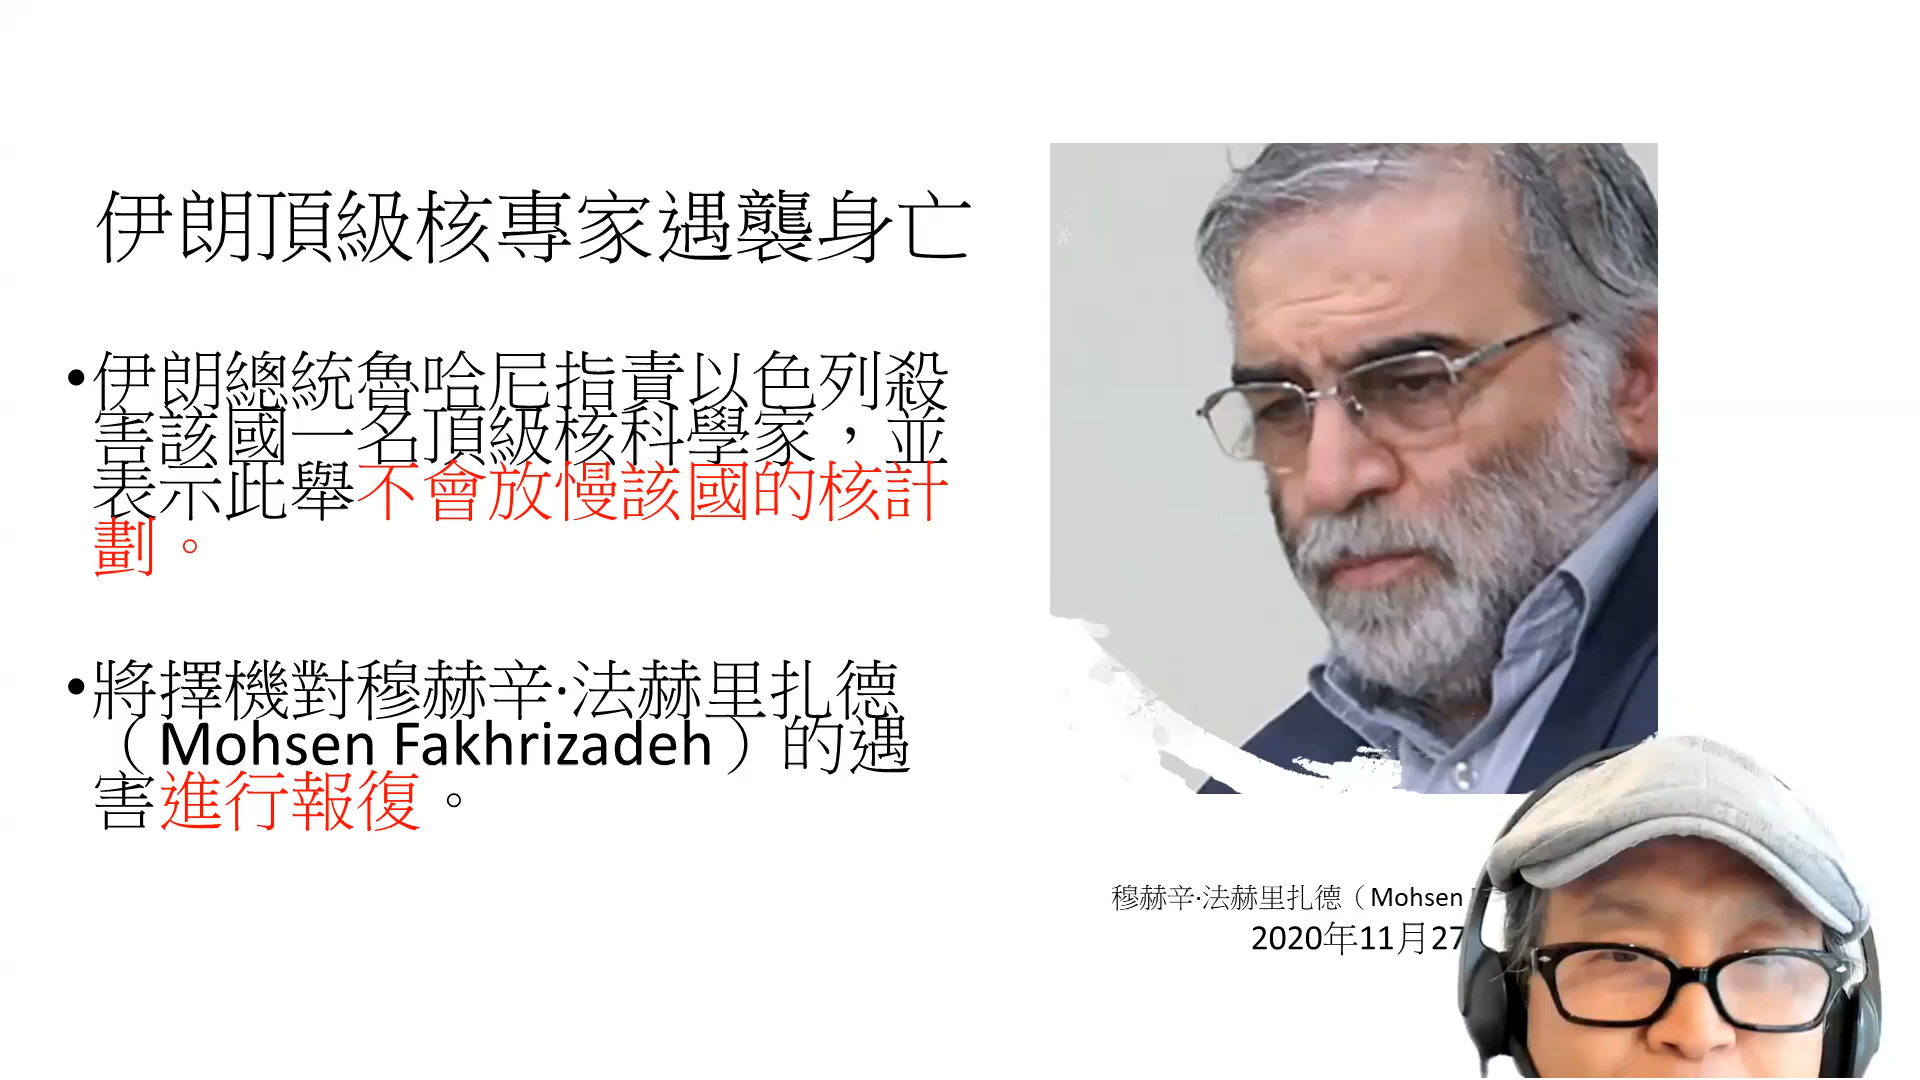 伊朗頂級核專家遇襲身亡
•伊朗總統魯哈尼指責以色列殺
害該國一名頂級核科學家，並
表示此舉不會放慢該國的核計
劃。
•將擇機對穆赫辛·法赫里扎德
（Mohsen Fakhrizadeh）的遇
害進行報復。
穆赫辛·法赫里扎德（Mohsen
2020年11月27